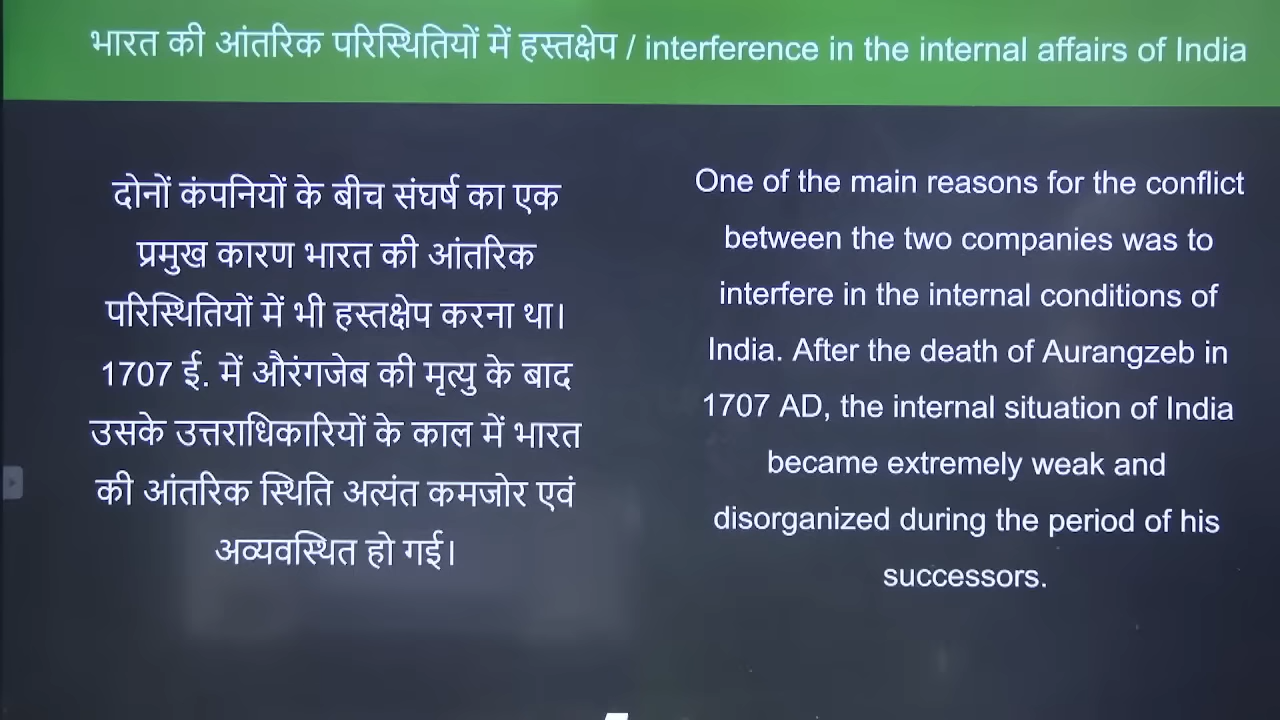 भारत की आंतरिक परिस्थितियों में हस्तक्षेप / interference in the internal affairs of India
दोनों कंपनियों के बीच संघर्ष का एक
प्रमुख कारण भारत की आंतरिक
परिस्थितियों में भी हस्तक्षेप करना था।
1707 ई. में औरंगजेब की मृत्यु के बाद
उसके उत्तराधिकारियों के काल में भारत
की आंतरिक स्थिति अत्यंत कमजोर एवं
अव्यवस्थित हो गई।
One of the main reasons for the conflict
between the two companies was to
interfere in the internal conditions of
India. After the death of Aurangzeb in
1707 AD, the internal situation of India
became extremely weak and
disorganized during the period of his
successors.